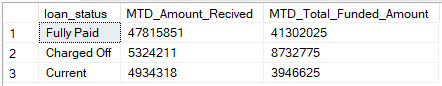 loan_status MTD_Amount_Recived MTD_Total_Funded_Amount
1 Fully Paid 47815851 41302025
2 Charged Off 5324211 8732775
3 Current 4934318 3946625